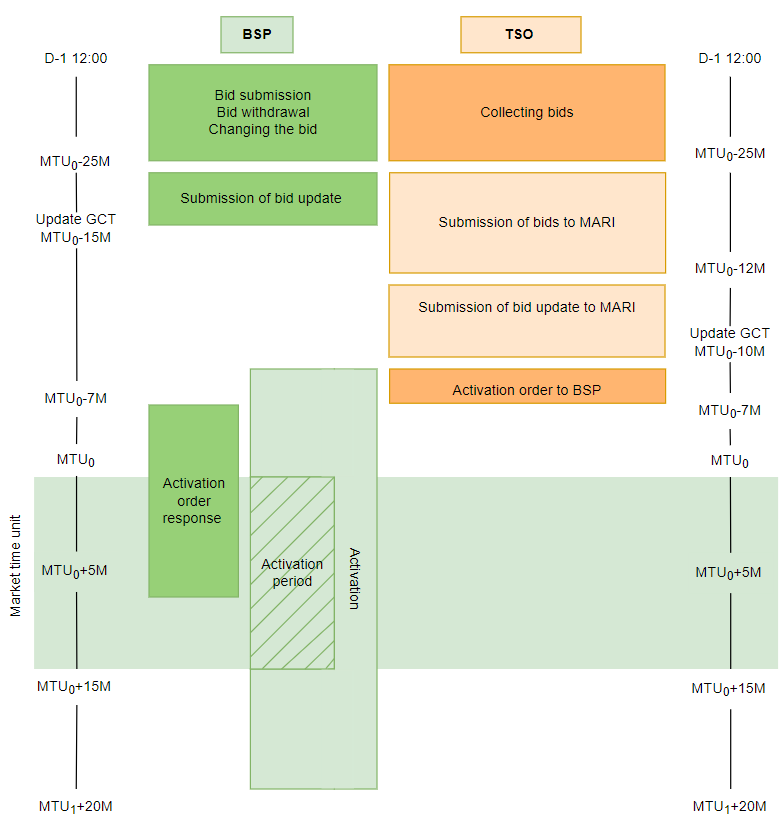 BSP
TSO
D-1 12:00
D-1 12:00
Bid submission
Bid withdrawal
Changing the bid
Collecting bids
MTU0-25M
MTU0-25M
Submission of bid update
Submission of bids to MARI
Update GCT
MTU0-15M
MTU0-12M
Submission of bid update to MARI
Update GCT
MTU0-10M
MTU0-7M
Activation order to BSP
MTU0-7M
MTU0
MTU0
Activation
order
response
Market time unit
MTU0+5M
Activation
period
Activation
MTU0+5M
MTU0+15M
MTU0+15M
MTU1+20M
MTU0+20M